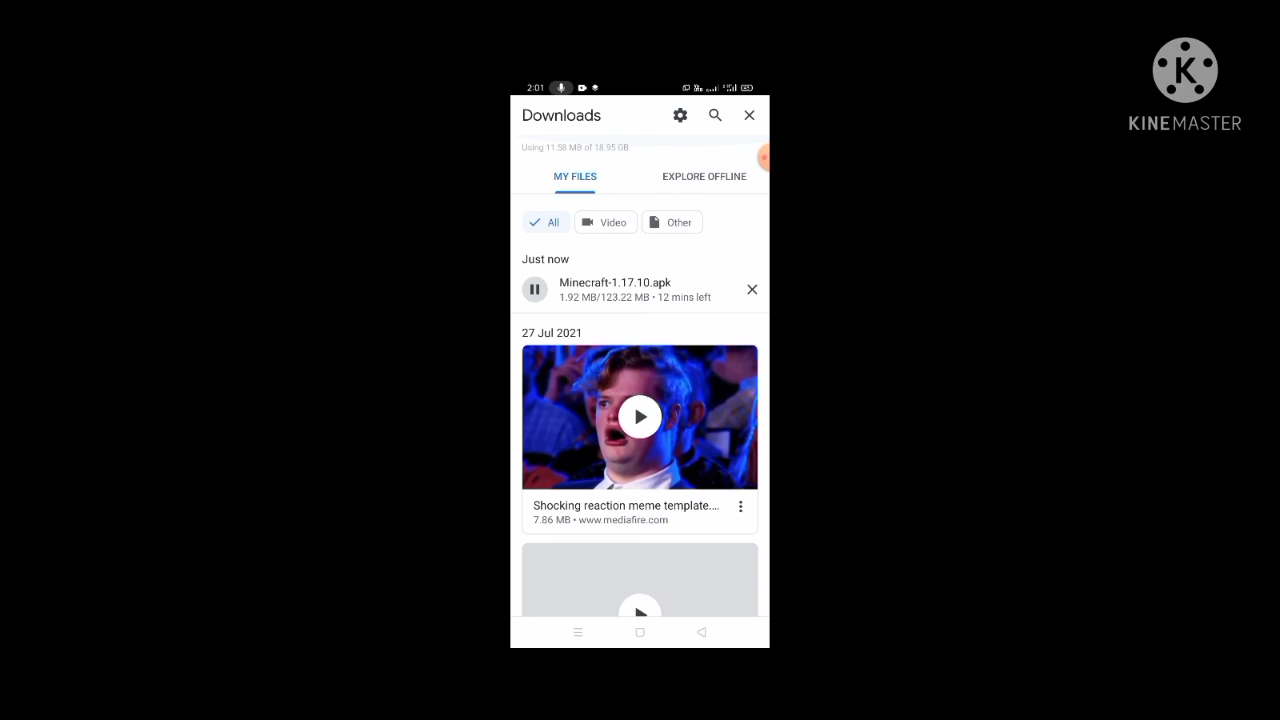 2:01
Downloads
Using 11.58 MB of 18.95 GB
MY FILES
EXPLORE OFFLINE
All
Video
Other
Just now
Minecraft-1.17.10.apk
1.92 MB/123.22 MB • 12 mins left
27 Jul 2021
Shocking reaction meme template....
7.86 MB • www.mediafire.com
K
KINEMASTER